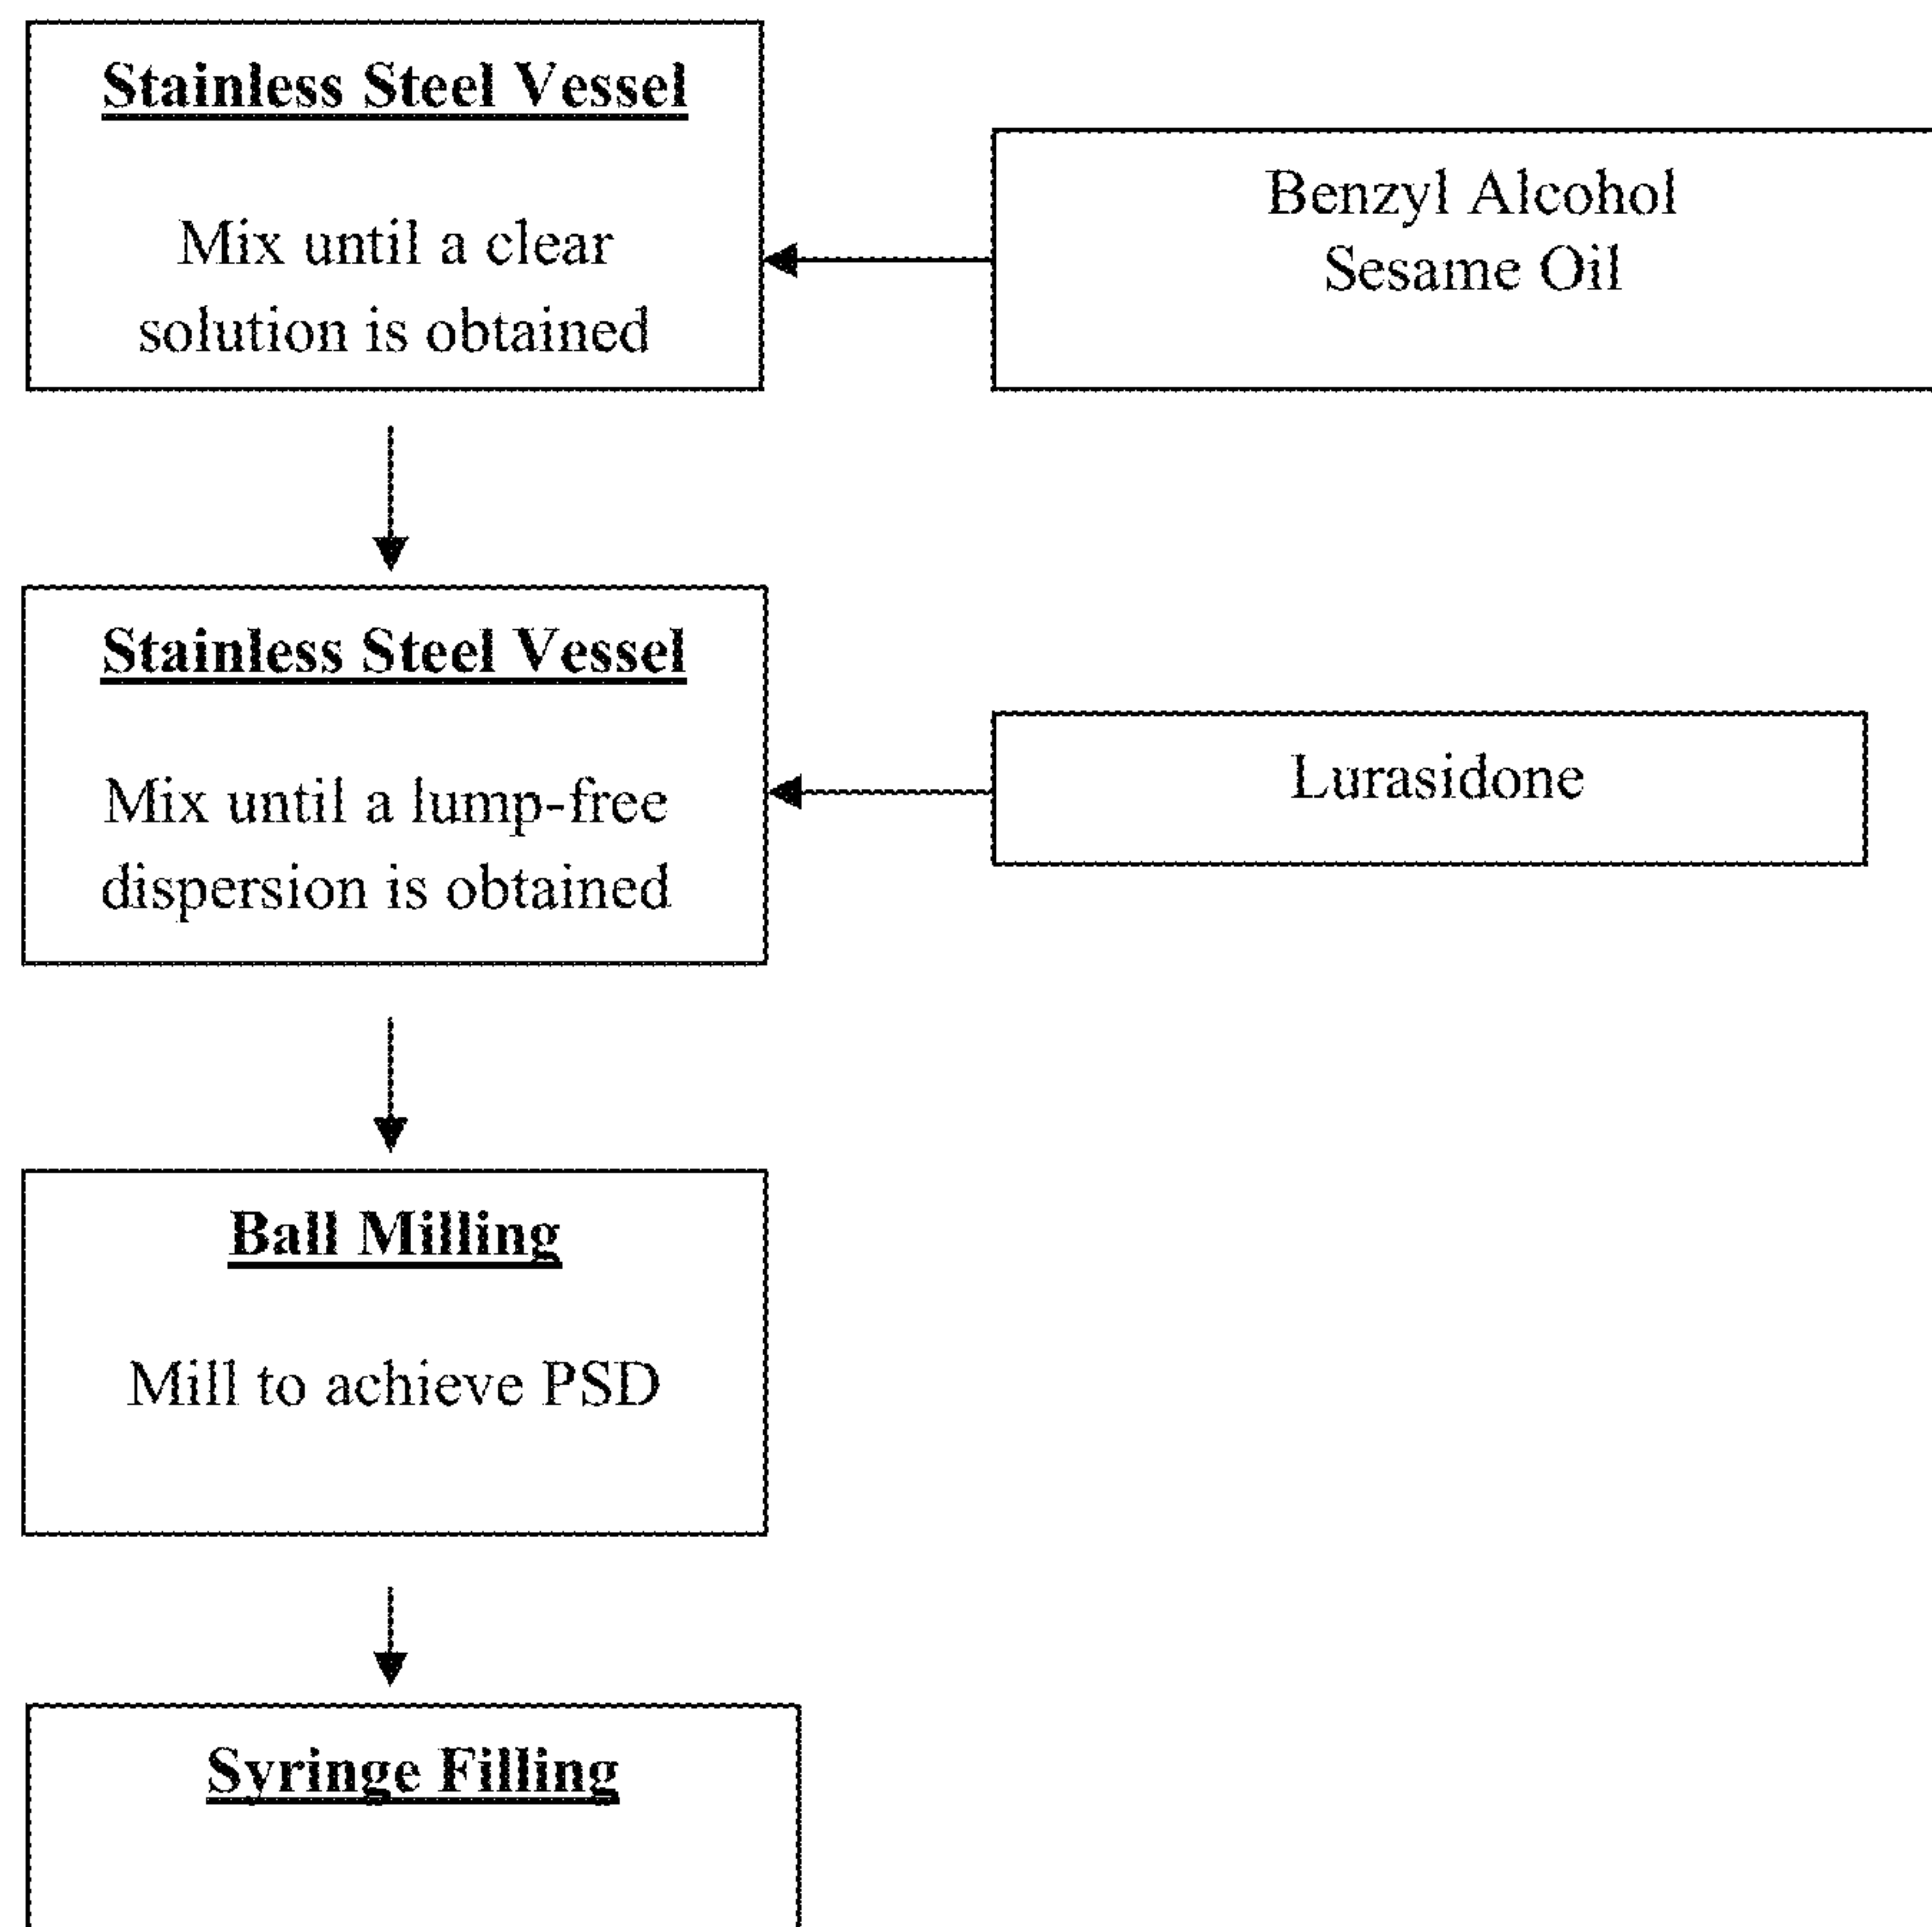 Stainless Steel Vessel
Mix until a clear
solution is obtained
Benzyl Alcohol
Sesame Oil
Stainless Steel Vessel
Mix until a lump-free
dispersion is obtained
Lurasidone
Ball Milling
Mill to achieve PSD
Syringe Filling